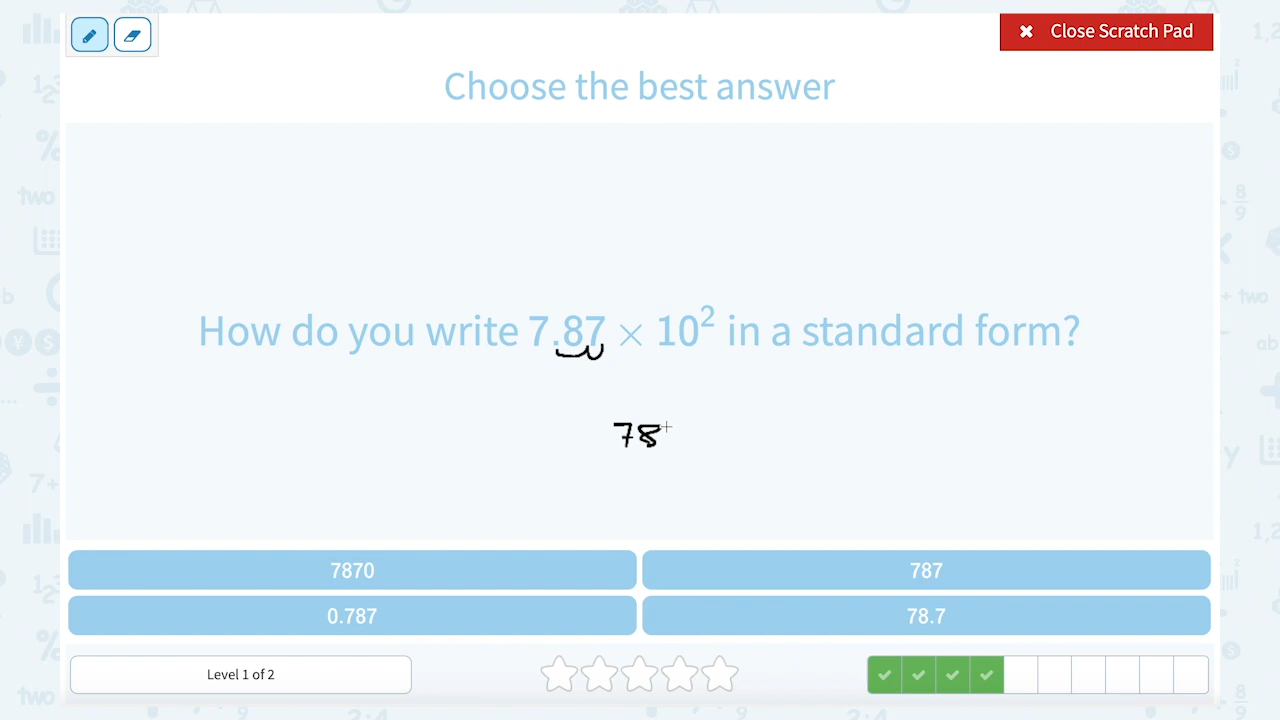 Close Scratch Pad
Choose the best answer
How do you write 7.87 × 10² in a standard form?
78
7870
787
0.787
78.7
Level 1 of 2